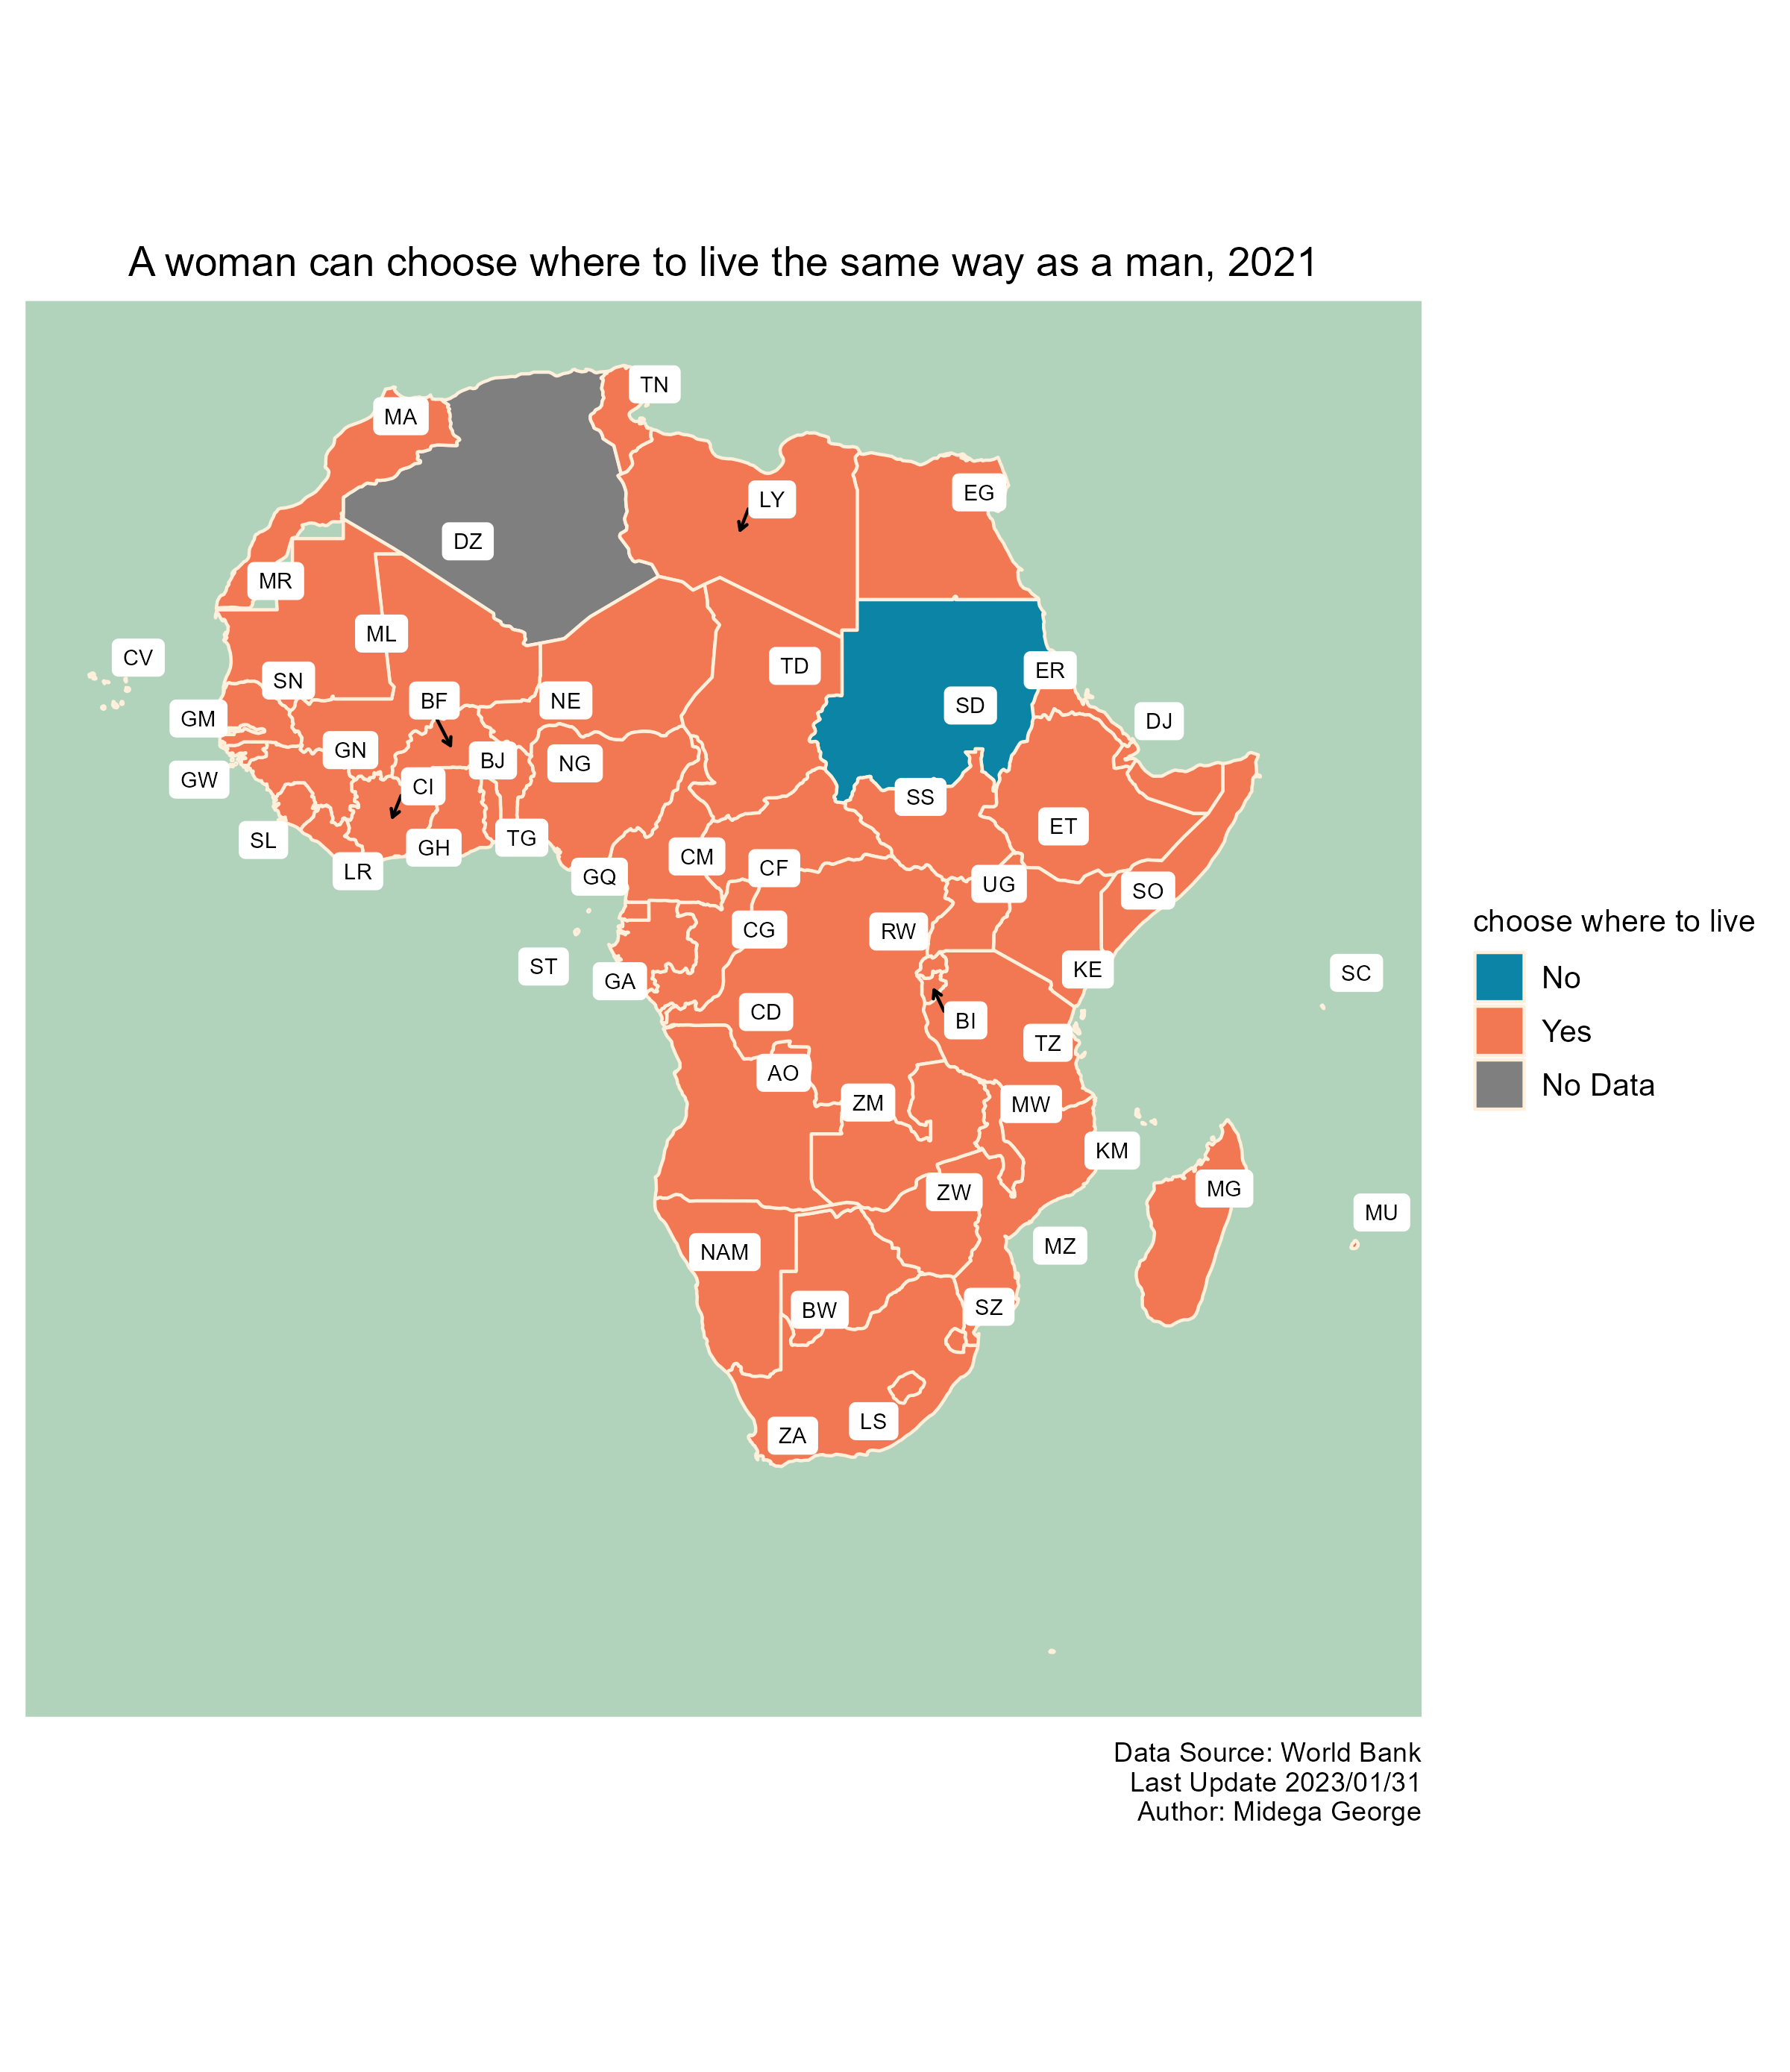 A woman can choose where to live the same way as a man, 2021
TN
MA
LY
EG
DZ
MR
ML
CV
TD
ER
SN
BF
NE
SD
GM
DJ
GN
BJ
NG
GW
CI
SS
ET
SL
GH
TG
LR
CM
CF
GQ
UG
SO
choose where to live
CG
RW
ST
GA
KE
SC
No
CD
BI
TZ
Yes
AO
ZM
MW
No Data
KM
ZW
MG
MU
NAM
MZ
BW
SZ
ZA
LS
Data Source: World Bank
Last Update 2023/01/31
Author: Midega George